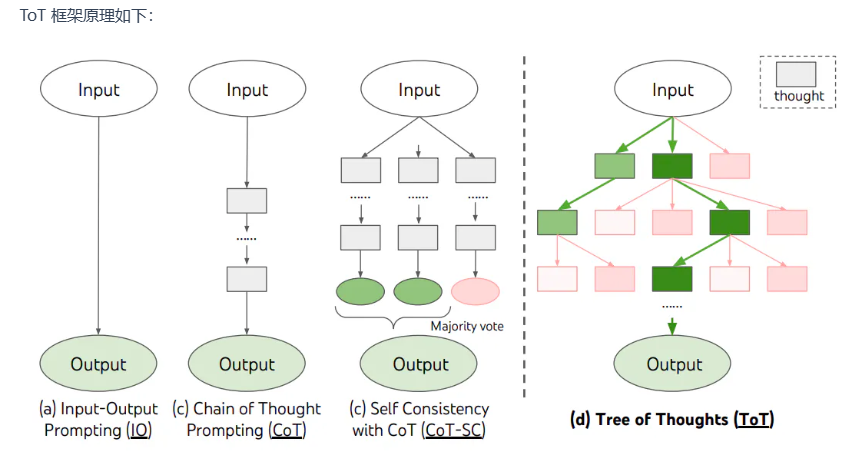 ToT 框架原理如下：
Input
Input
Input
Input
thought
......
......
......
......
......
Majority vote
Output
Output
Output
Output
(a) Input-Output
Prompting (IO)
(c) Chain of Thought
Prompting (CoT)
(c) Self Consistency
with CoT (CoT-SC)
(d) Tree of Thoughts (ToT)